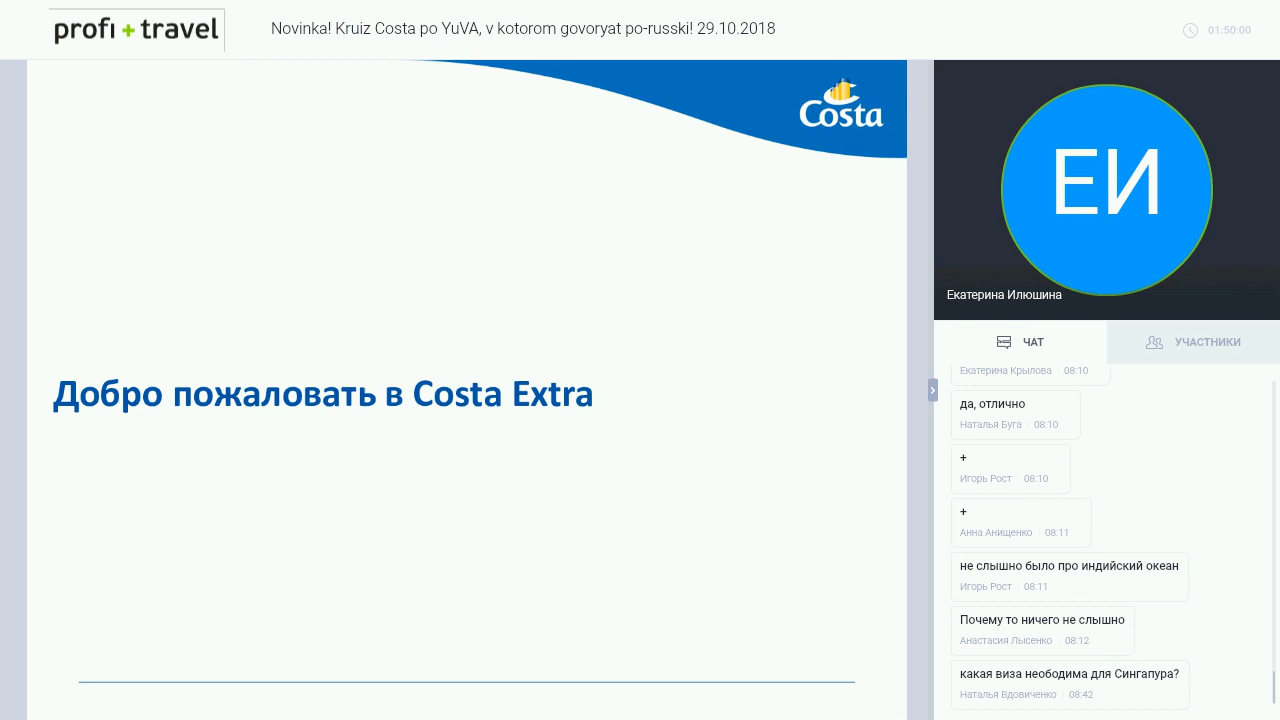 profi + travel
Novinka! Kruiz Costa po YuVA, v kotorom govoryat po-russki! 29.10.2018
01:50:00
Costa
Добро пожаловать в Costa Extra
ЕИ
Екатерина Илюшина
ЧАТ
УЧАСТНИКИ
Екатерина Крылова · 08:10
да, отлично
Наталья Буга · 08:10
+
Игорь Рост · 08:10
+
Анна Анищенко · 08:11
не слышно было про индийский океан
Игорь Рост · 08:11
Почему то ничего не слышно
Анастасия Лысенко · 08:12
какая виза неободима для Сингапура?
Наталья Вдовиченко · 08:42